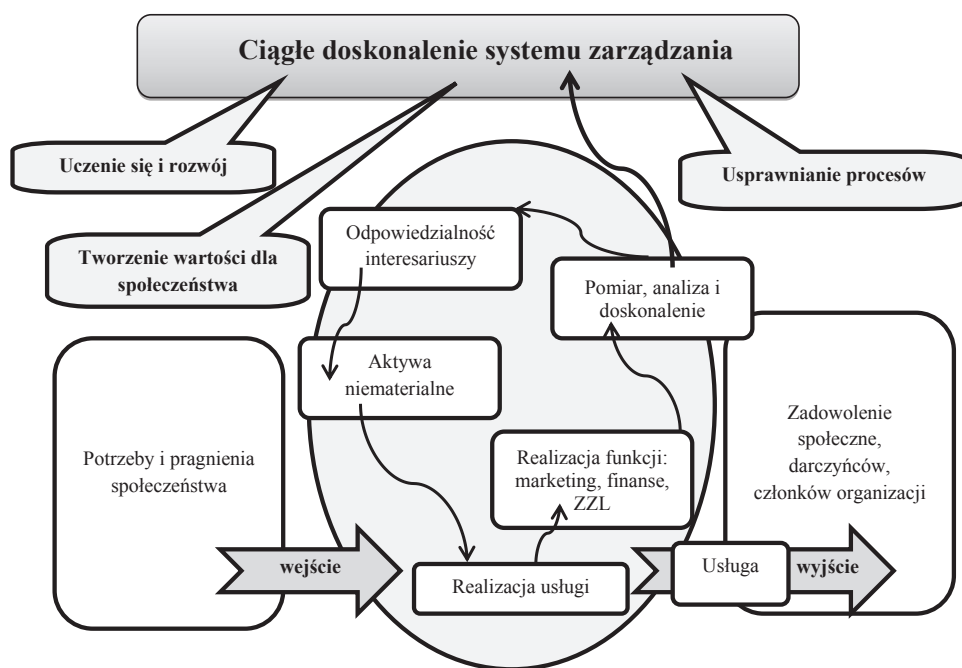 Ciągłe doskonalenie systemu zarządzania
Uczenie się i rozwój
Usprawnianie procesów
Tworzenie wartości dla
społeczeństwa
Odpowiedzialność
interesariuszy
Pomiar, analiza i
doskonalenie
Aktywa
niematerialne
Potrzeby i pragnienia
społeczeństwa
Realizacja funkcji:
marketing, finanse,
ZZL
Zadowolenie
społeczne,
darczyńców,
członków organizacji
wejście
Realizacja usługi
Usługa
wyjście